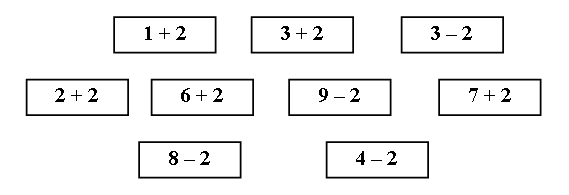 1 + 2 3 + 2 3 – 2
2 + 2 6 + 2 9 – 2 7 + 2
8 – 2 4 – 2